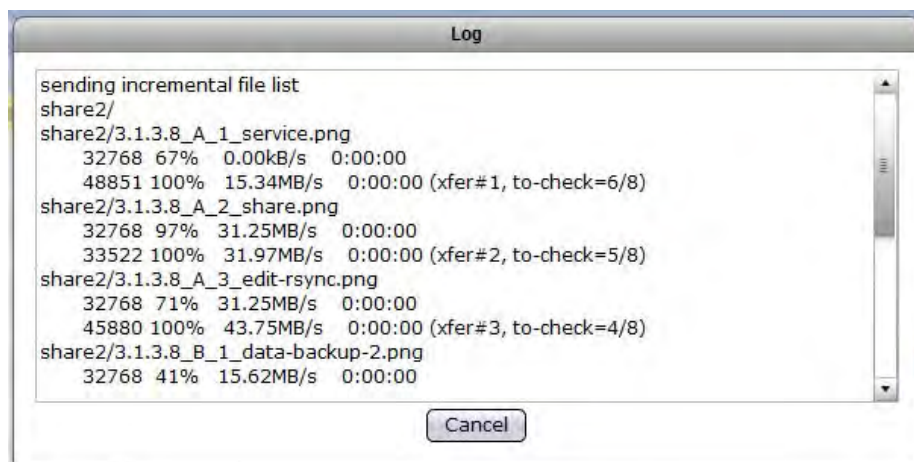 Log
sending incremental file list
share2/
share2/3.1.3.8_A_1_service.png
32768 67% 0.00kB/s 0:00:00
48851 100% 15.34MB/s 0:00:00 (xfer#1, to-check=6/8)
share2/3.1.3.8_A_2_share.png
32768 97% 31.25MB/s 0:00:00
33522 100% 31.97MB/s 0:00:00 (xfer#2, to-check=5/8)
share2/3.1.3.8_A_3_edit-rsync.png
32768 71% 31.25MB/s 0:00:00
45880 100% 43.75MB/s 0:00:00 (xfer#3, to-check=4/8)
share2/3.1.3.8_B_1_data-backup-2.png
32768 41% 15.62MB/s 0:00:00
Cancel